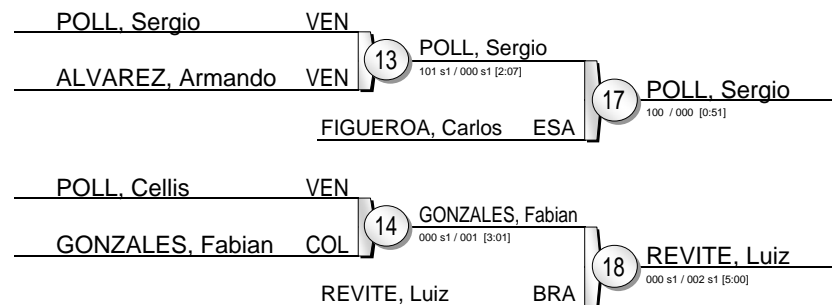 POLL, Sergio VEN
13
POLL, Sergio
101 s1 / 000 s1 [2:07]
ALVAREZ, Armando VEN
17
POLL, Sergio
100 / 000 [0:51]
FIGUEROA, Carlos ESA
POLL, Cellis VEN
14
GONZALES, Fabian
000 s1 / 001 [3:01]
GONZALES, Fabian COL
18
REVITE, Luiz
000 s1 / 002 s1 [5:00]
REVITE, Luiz BRA